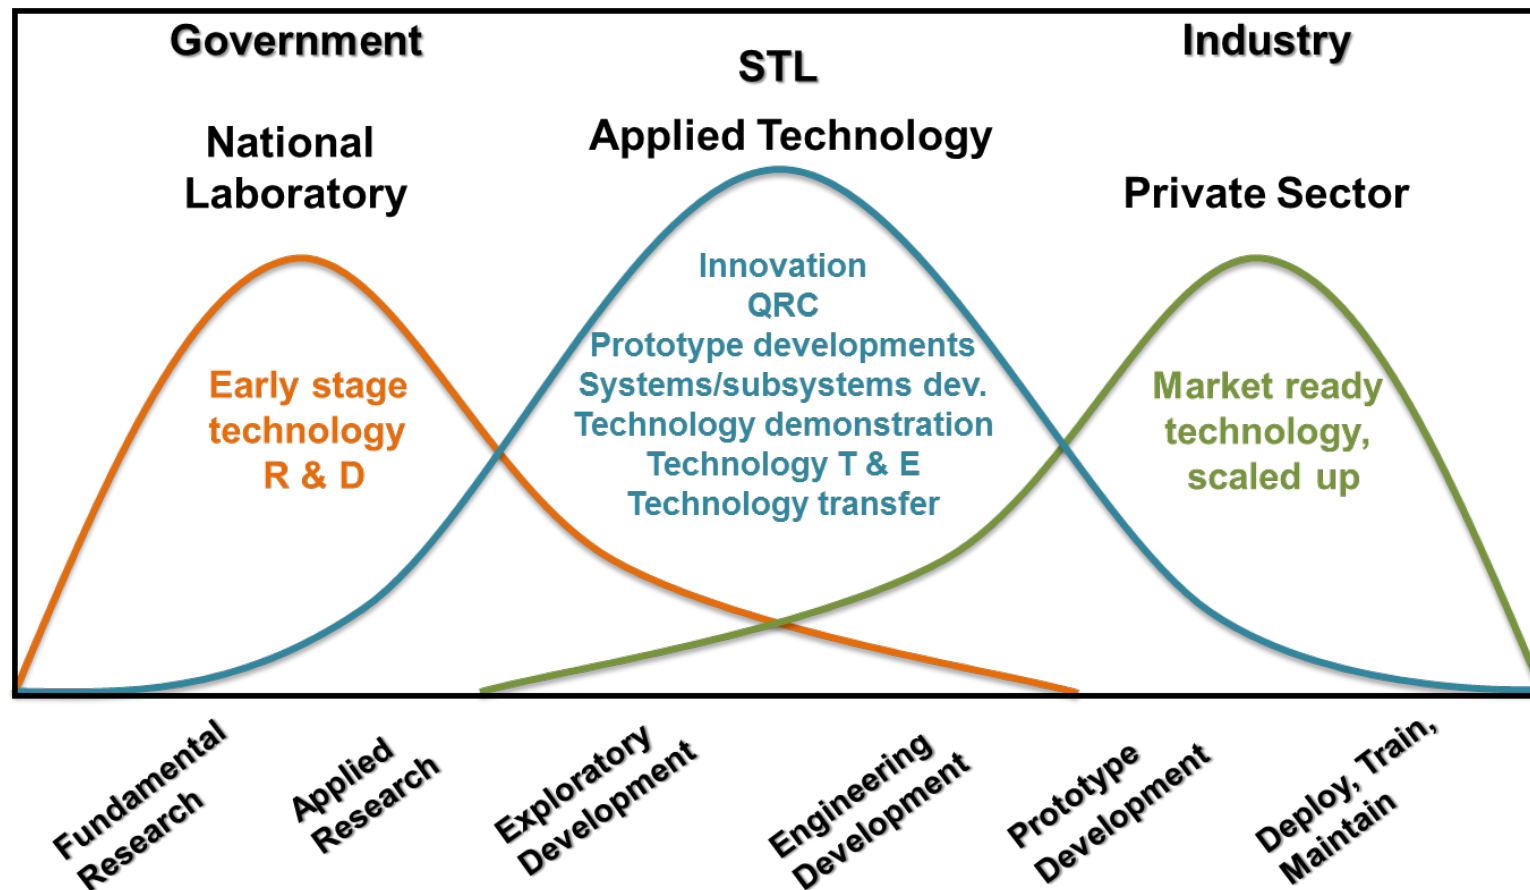 Government
STL
Industry
National
Laboratory
Applied Technology
Private Sector
Early stage
technology
R & D
Innovation
QRC
Prototype developments
Systems/subsystems dev.
Technology demonstration
Technology T & E
Technology transfer
Market ready
technology,
scaled up
Fundamental
Research
Applied
Research
Exploratory
Development
Engineering
Development
Prototype
Development
Deploy, Train,
Maintain